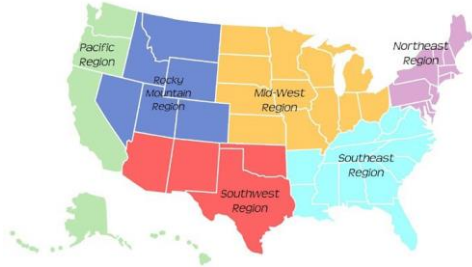 Pacific
Region
Rocky
Mountain
Region
Mid-West
Region
Northeast
Region
Southeast
Region
Southwest
Region